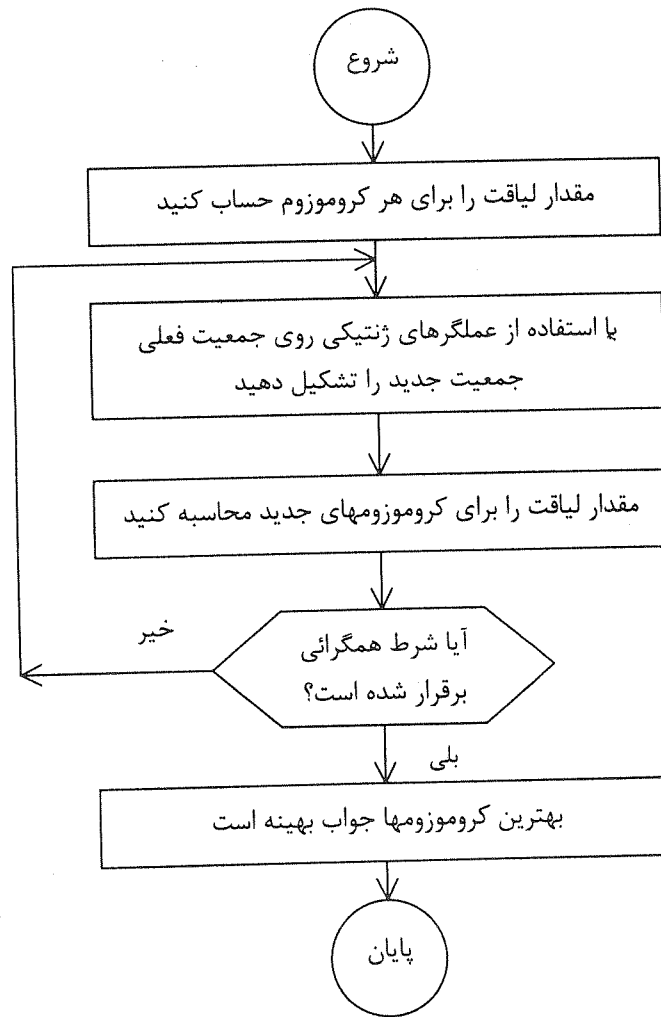 شروع
مقدار لیاقت را برای هر کروموزوم حساب کنید
با استفاده از عملگرهای ژنتیکی روی جمعیت فعلی
جمعیت جدید را تشکیل دهید
مقدار لیاقت را برای کروموزومهای جدید محاسبه کنید
آیا شرط همگرائی
برقرار شده است؟
خیر
بلی
بهترین کروموزومها جواب بهینه است
پایان